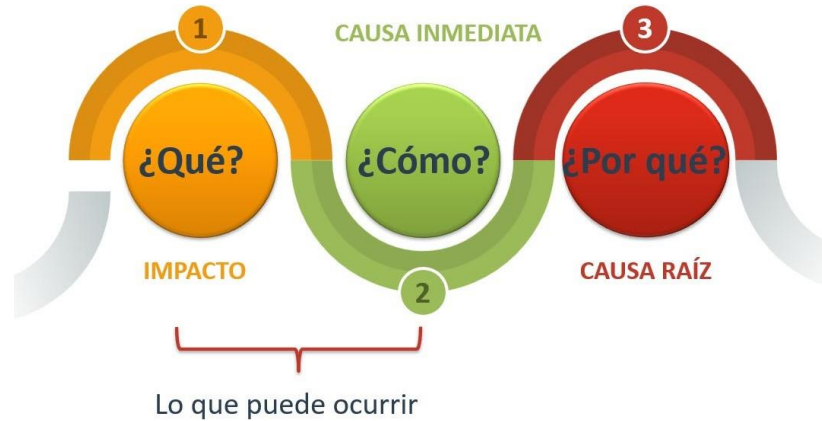 1
¿Qué?
IMPACTO
CAUSA INMEDIATA
¿Cómo?
2
3
¿Por qué?
CAUSA RAÍZ
Lo que puede ocurrir